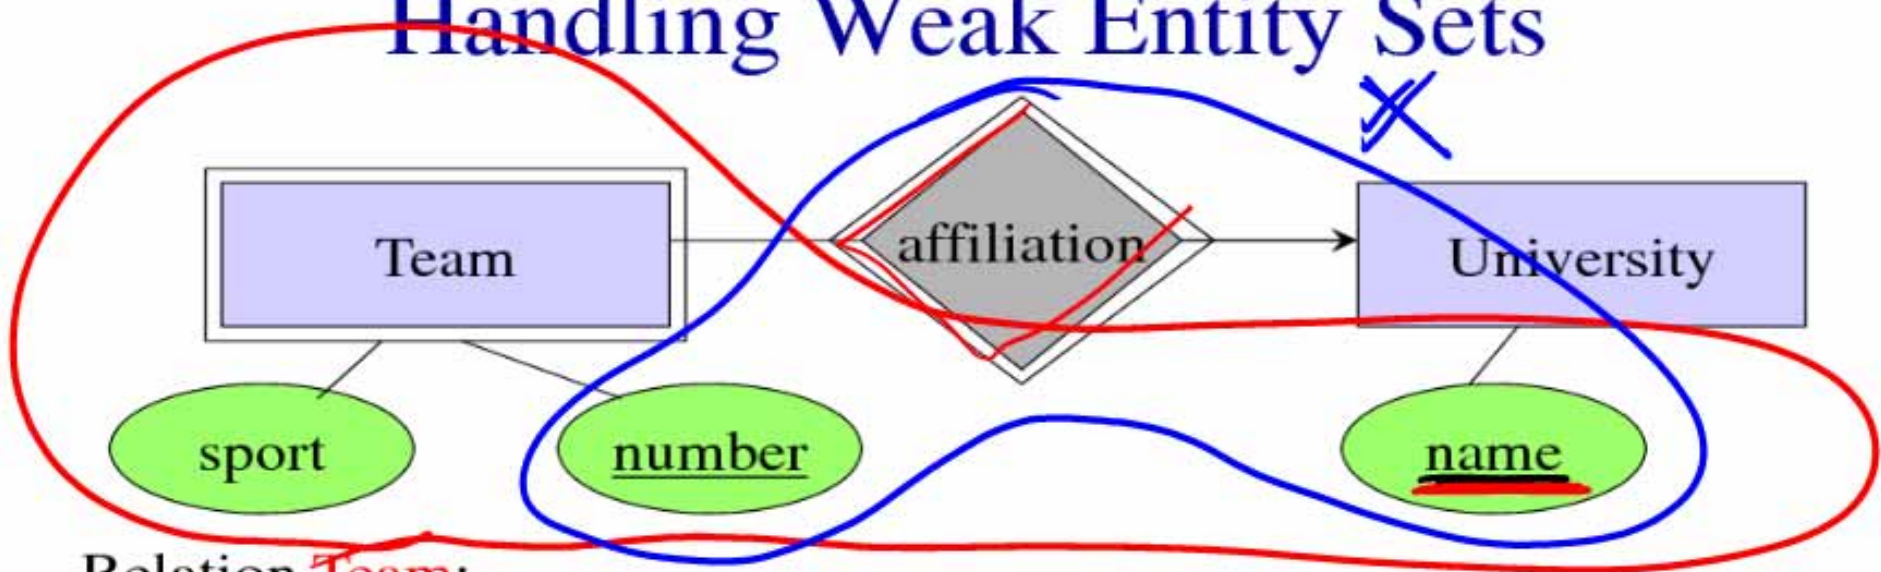 Handling Weak Entity Sets
Team
affiliation
University
sport
number
name
Relation Team: